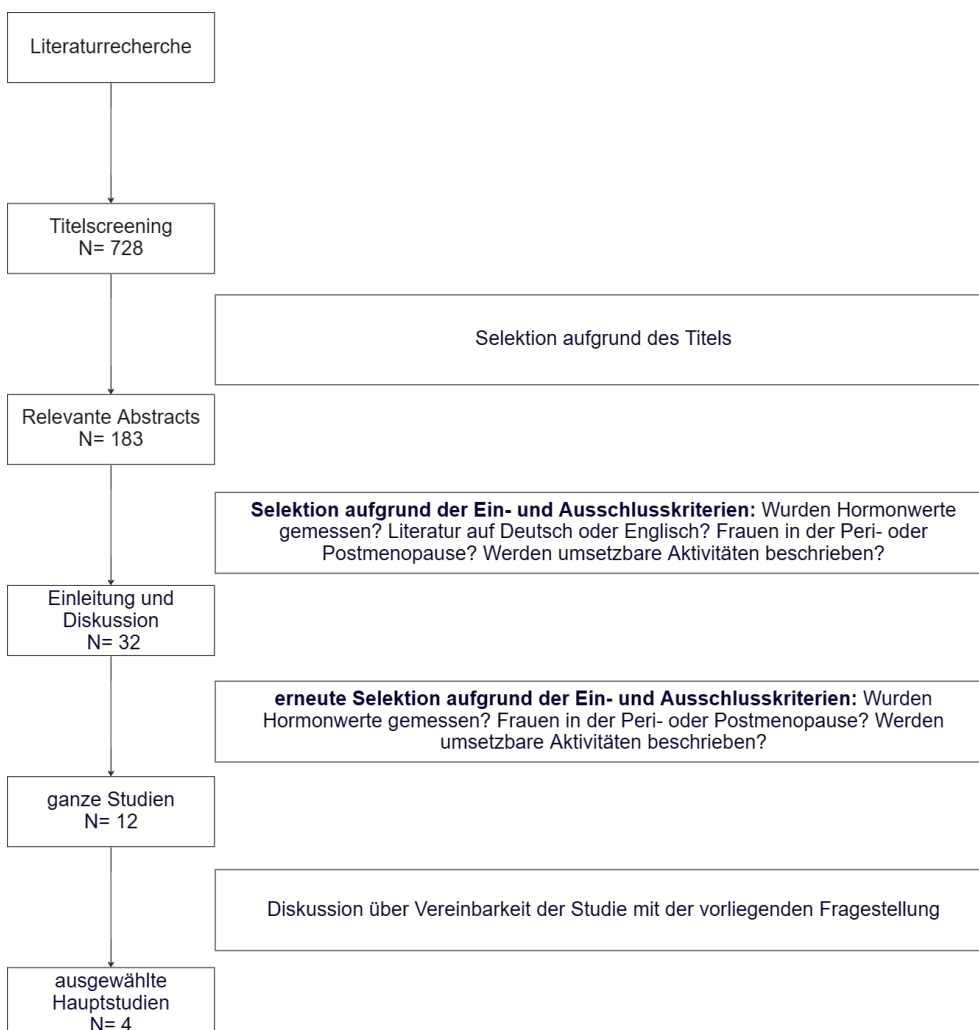 Literaturrecherche
Titelscreening
N= 728
Selektion aufgrund des Titels
Relevante Abstracts
N= 183
Selektion aufgrund der Ein- und Ausschlusskriterien: Wurden Hormonwerte
gemessen? Literatur auf Deutsch oder Englisch? Frauen in der Peri- oder
Postmenopause? Werden umsetzbare Aktivitäten beschrieben?
Einleitung und
Diskussion
N= 32
erneute Selektion aufgrund der Ein- und Ausschlusskriterien: Wurden
Hormonwerte gemessen? Frauen in der Peri- oder Postmenopause? Werden
umsetzbare Aktivitäten beschrieben?
ganze Studien
N= 12
Diskussion über Vereinbarkeit der Studie mit der vorliegenden Fragestellung
ausgewählte
Hauptstudien
N= 4